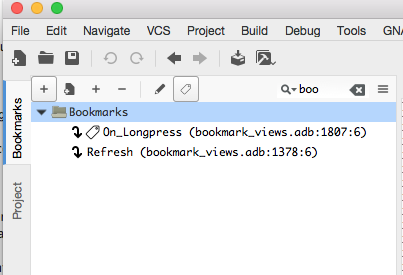 File Edit Navigate VCS Project Build Debug Tools
boo
Bookmarks
Project
Bookmarks
On_Longpress (bookmark_views.adb:1807:6)
Refresh (bookmark_views.adb:1378:6)